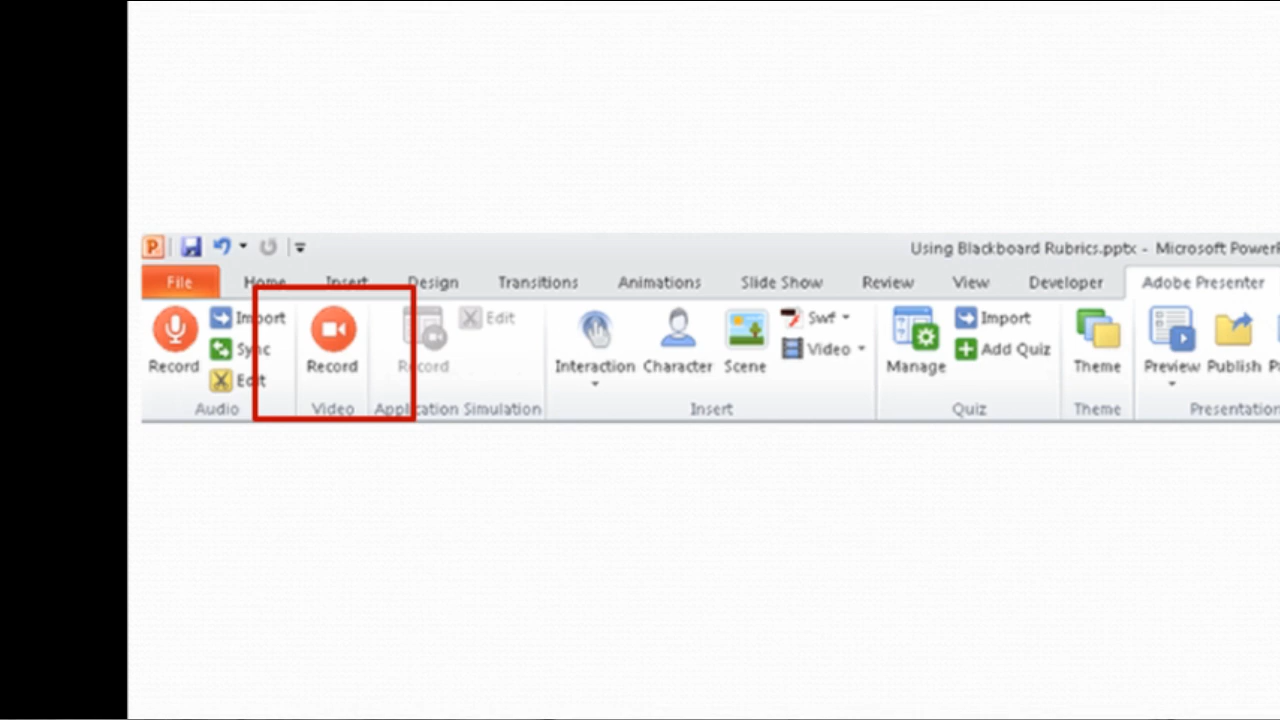 Using Blackboard Rubrics.pptx - Microsoft
File Home Insert Design Transitions Animations Slide Show Review View Developer Adobe Presenter
Record Import Sync Edit
Audio
Record
Video
Record Edit
Application Simulation
Interaction Character Scene Swf Video
Insert
Manage Import Add Quiz
Quiz
Theme
Theme
Preview Publish
Presentation